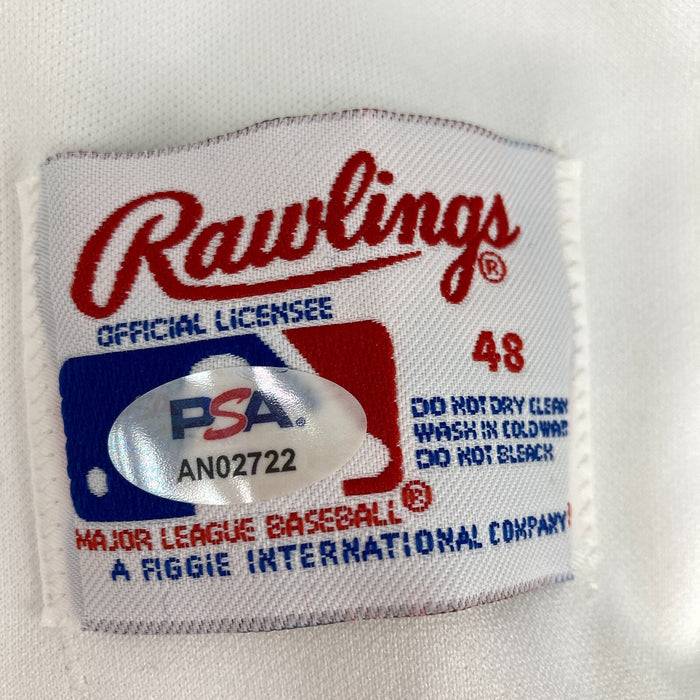 Rawlings®
OFFICIAL LICENSEE
48
DO NOT DRY CLEAN
WASH IN COLD WAR
DO NOT BLEACH
PSA®
AN02722
MAJOR LEAGUE BASEBALL®
A FIGGIE INTERNATIONAL COMPANY